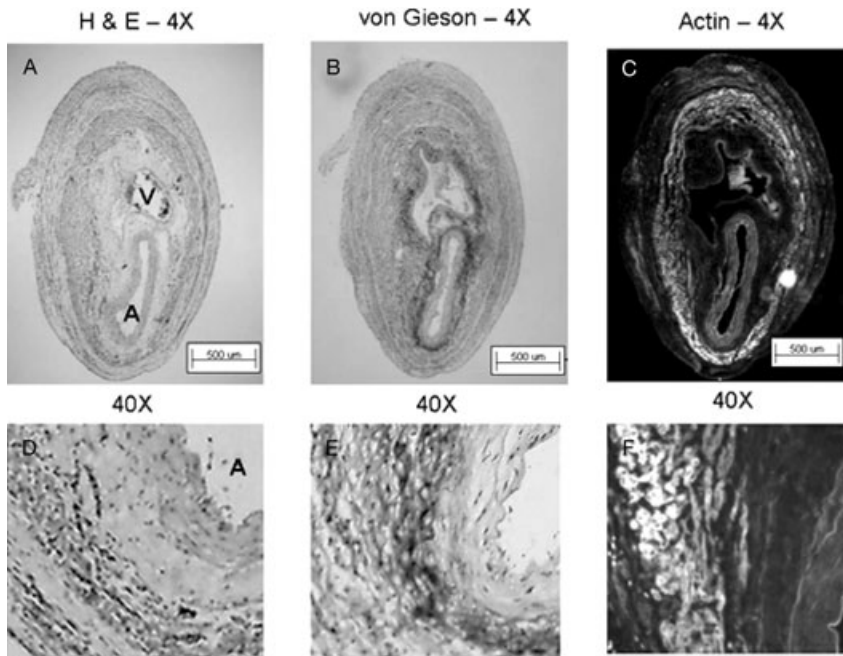 H & E – 4X
von Gieson – 4X
Actin – 4X
A
B
C
V
A
500 um
500 um
500 um
40X
40X
40X
D
A
E
F